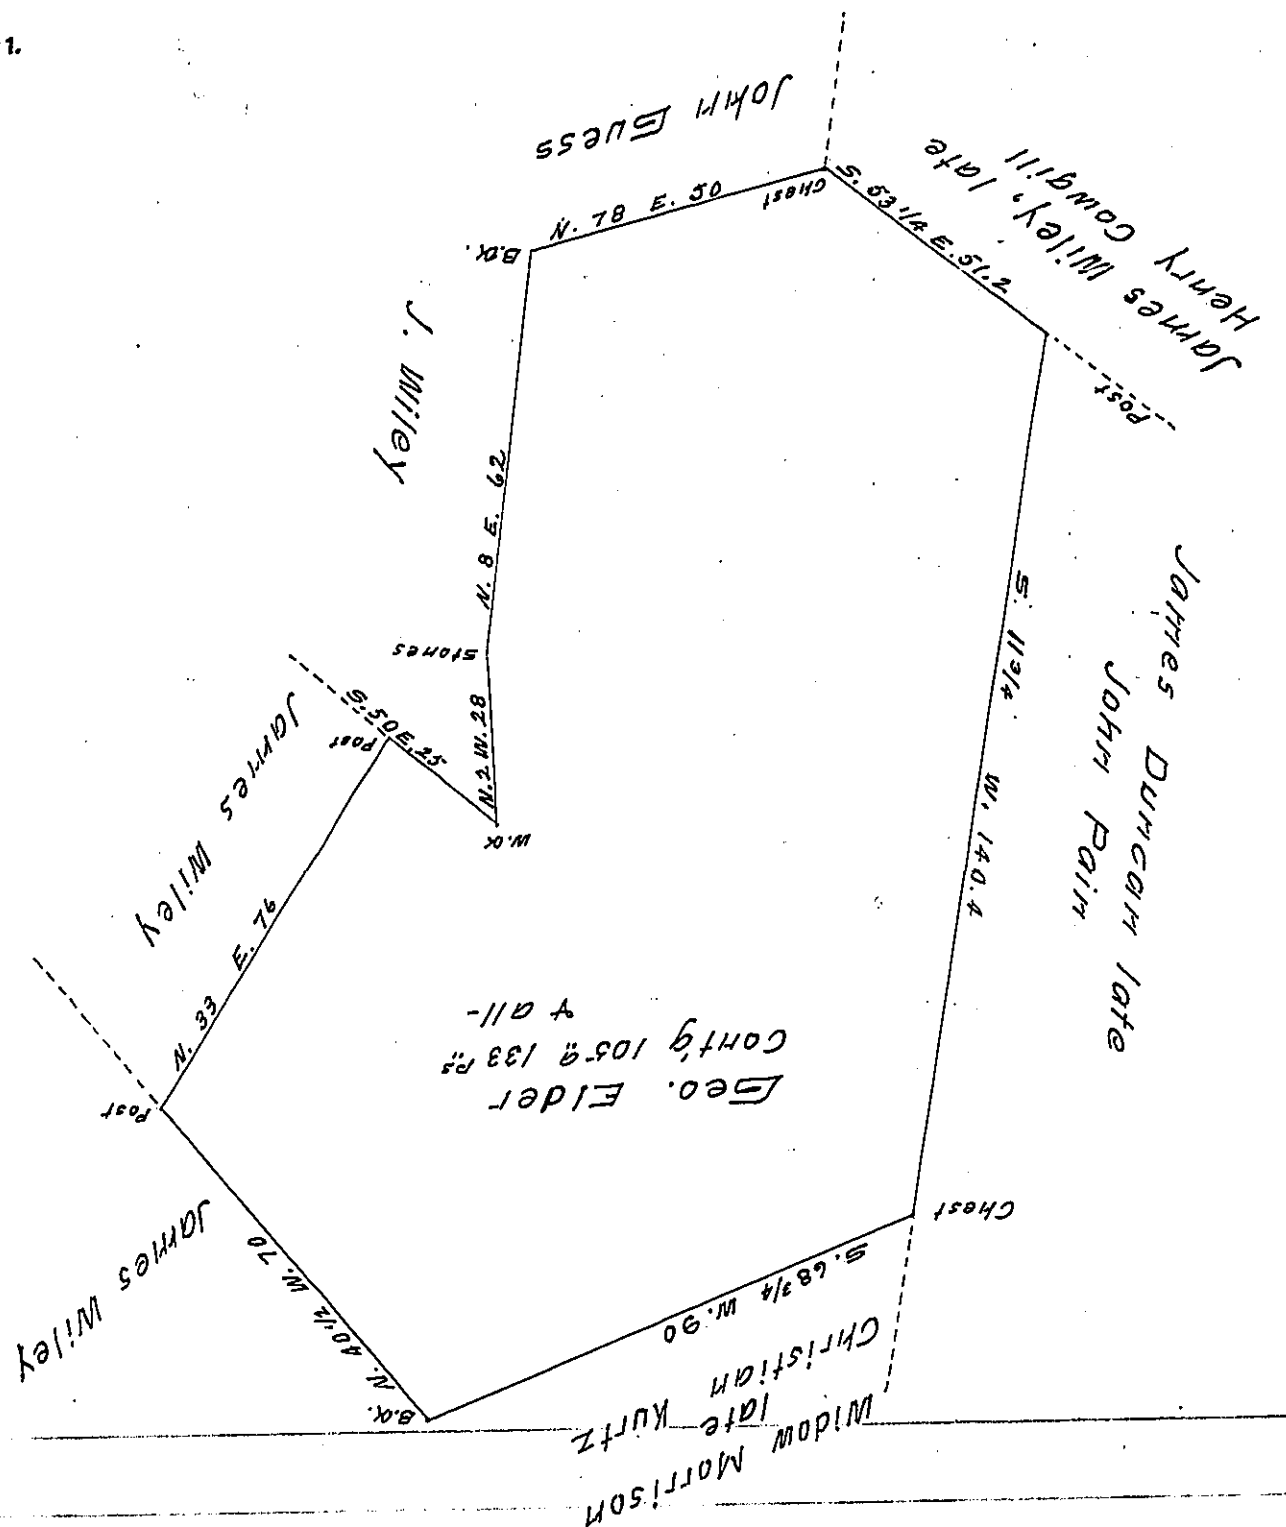 1.
John Guess
James Wiley, late
Henry Cowgill
N. 78 E. 50
Chest
S. 53 1/4 E. 51.2
B.O.
J. Wiley
Post
N. 8 E. 62
Stones
N. 2 W. 28
S. 50 E. 25
Post
W.O.
James Wiley
N. 33 E. 76
S. 11 3/4 W. 140.4
James Duncan late
John Pain
Geo. Elder
Cont'g 105 a 133 ps
& all-
Post
James Wiley
N. 40 1/2 W. 70
B.O.
Chest
S. 68 3/4 W. 90
Widow Morrison
late Kurtz
Christian